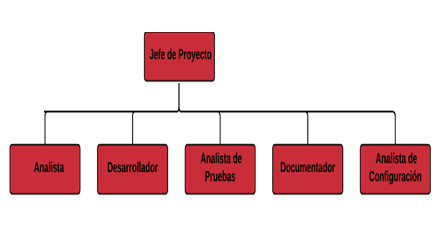 Jefe de Proyecto
Analista
Desarrollador
Analista de
Pruebas
Documentador
Analista de
Configuración